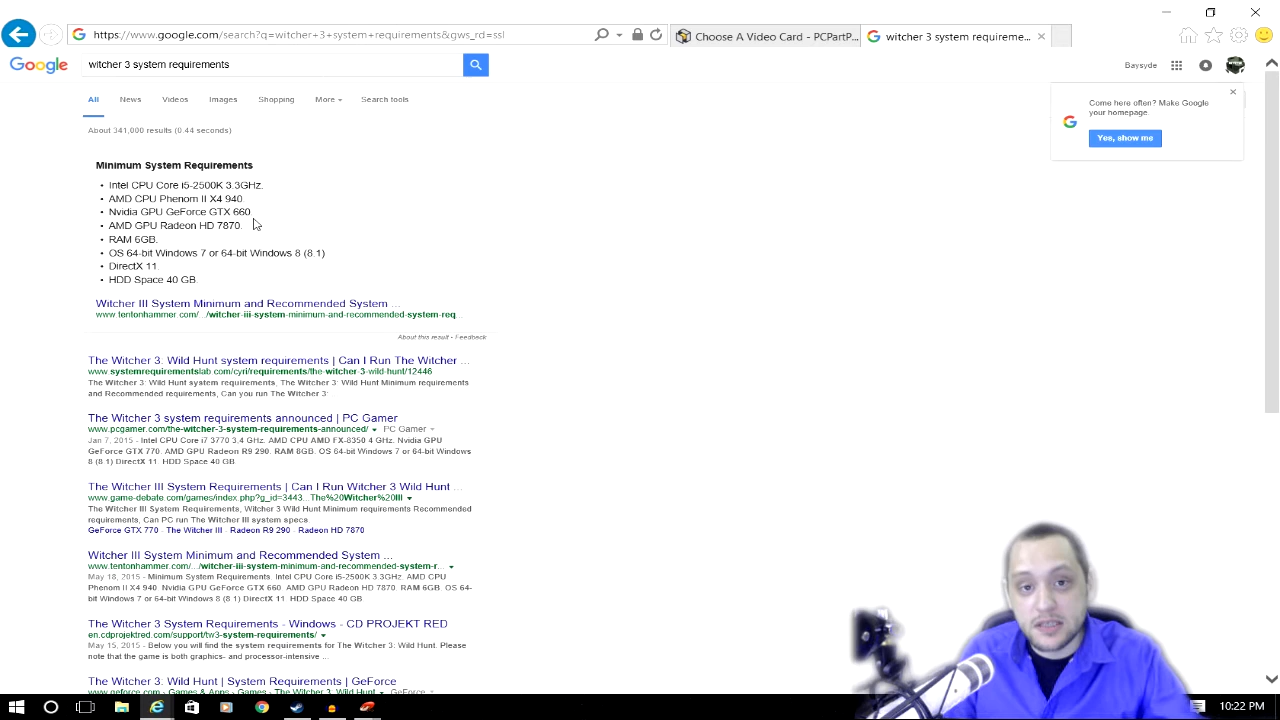 https://www.google.com/search?q=witcher+3+system+requirements&gws_rd=ssl
Choose A Video Card - PCPartP...
witcher 3 system requireme...
Google
witcher 3 system requirements
Baysyde
All News Videos Images Shopping More Search tools
Come here often? Make Google
your homepage.
Yes, show me
About 341,000 results (0.44 seconds)
Minimum System Requirements
• Intel CPU Core i5-2500K 3.3GHz.
• AMD CPU Phenom II X4 940.
• Nvidia GPU GeForce GTX 660.
• AMD GPU Radeon HD 7870.
• RAM 6GB.
• OS 64-bit Windows 7 or 64-bit Windows 8 (8.1)
• DirectX 11.
• HDD Space 40 GB.
Witcher III System Minimum and Recommended System ...
www.tentonhammer.com/.../witcher-iii-system-minimum-and-recommended-system-req...
About this result • Feedback
The Witcher 3: Wild Hunt system requirements | Can I Run The Witcher ...
www.systemrequirementslab.com/cyri/requirements/the-witcher-3-wild-hunt/12446
The Witcher 3: Wild Hunt system requirements, The Witcher 3: Wild Hunt Minimum requirements
and Recommended requirements, Can you run The Witcher 3:
The Witcher 3 system requirements announced | PC Gamer
www.pcgamer.com/the-witcher-3-system-requirements-announced/ PC Gamer
Jan 7, 2015 - Intel CPU Core i7 3770 3,4 GHz. AMD CPU AMD FX-8350 4 GHz. Nvidia GPU
GeForce GTX 770. AMD GPU Radeon R9 290. RAM 8GB. OS 64-bit Windows 7 or 64-bit Windows
8 (8.1) DirectX 11. HDD Space 40 GB.
The Witcher III System Requirements | Can I Run Witcher 3 Wild Hunt ...
www.game-debate.com/games/index.php?g_id=3443...The%20Witcher%20III
The Witcher III System Requirements, Witcher 3 Wild Hunt Minimum requirements Recommended
requirements, Can PC run The Witcher III system specs.
GeForce GTX 770 - The Witcher III - Radeon R9 290 - Radeon HD 7870
Witcher III System Minimum and Recommended System ...
www.tentonhammer.com/.../witcher-iii-system-minimum-and-recommended-system-r...
May 18, 2015 - Minimum System Requirements. Intel CPU Core i5-2500K 3.3GHz. AMD CPU
Phenom II X4 940. Nvidia GPU GeForce GTX 660. AMD GPU Radeon HD 7870. RAM 6GB. OS 64-
bit Windows 7 or 64-bit Windows 8 (8.1) DirectX 11. HDD Space 40 GB.
The Witcher 3 System Requirements - Windows - CD PROJEKT RED
en.cdprojektred.com/support/tw3-system-requirements/
May 15, 2015 - Below you will find the system requirements for The Witcher 3: Wild Hunt. Please
note that the game is both graphics- and processor-intensive ...
The Witcher 3: Wild Hunt | System Requirements | GeForce
www.geforce.com › Games & Apps › Games › The Witcher 3: Wild Hunt GeForce
10:22 PM